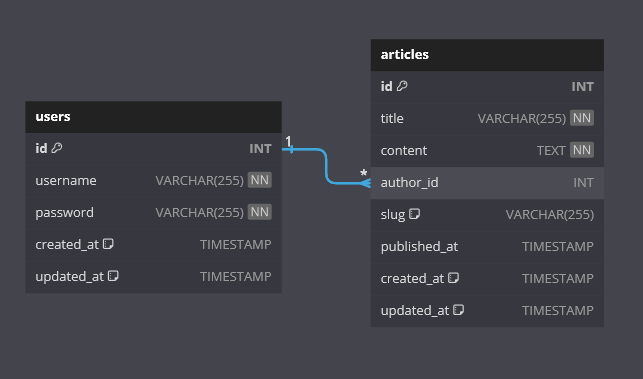 users
id INT
username VARCHAR(255) NN
password VARCHAR(255) NN
created_at TIMESTAMP
updated_at TIMESTAMP
1
*
articles
id INT
title VARCHAR(255) NN
content TEXT NN
author_id INT
slug VARCHAR(255)
published_at TIMESTAMP
created_at TIMESTAMP
updated_at TIMESTAMP